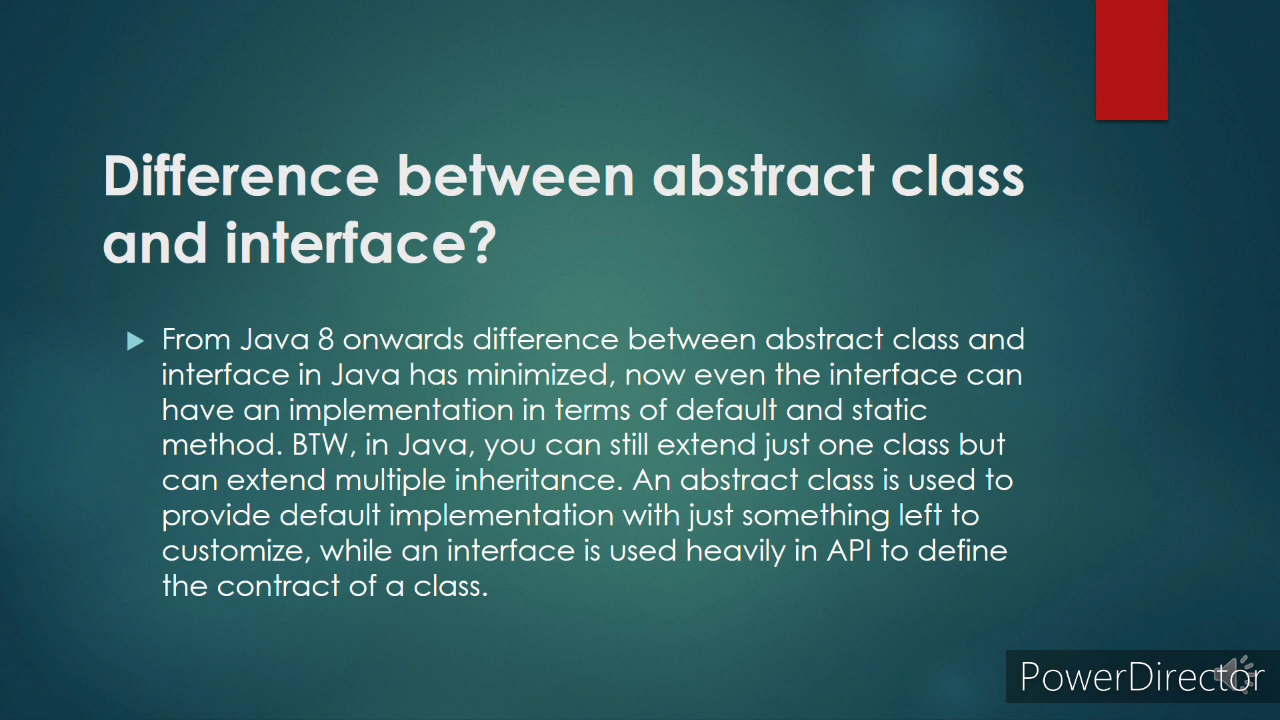 Difference between abstract class
and interface?
From Java 8 onwards difference between abstract class and
interface in Java has minimized, now even the interface can
have an implementation in terms of default and static
method. BTW, in Java, you can still extend just one class but
can extend multiple inheritance. An abstract class is used to
provide default implementation with just something left to
customize, while an interface is used heavily in API to define
the contract of a class.
PowerDirector